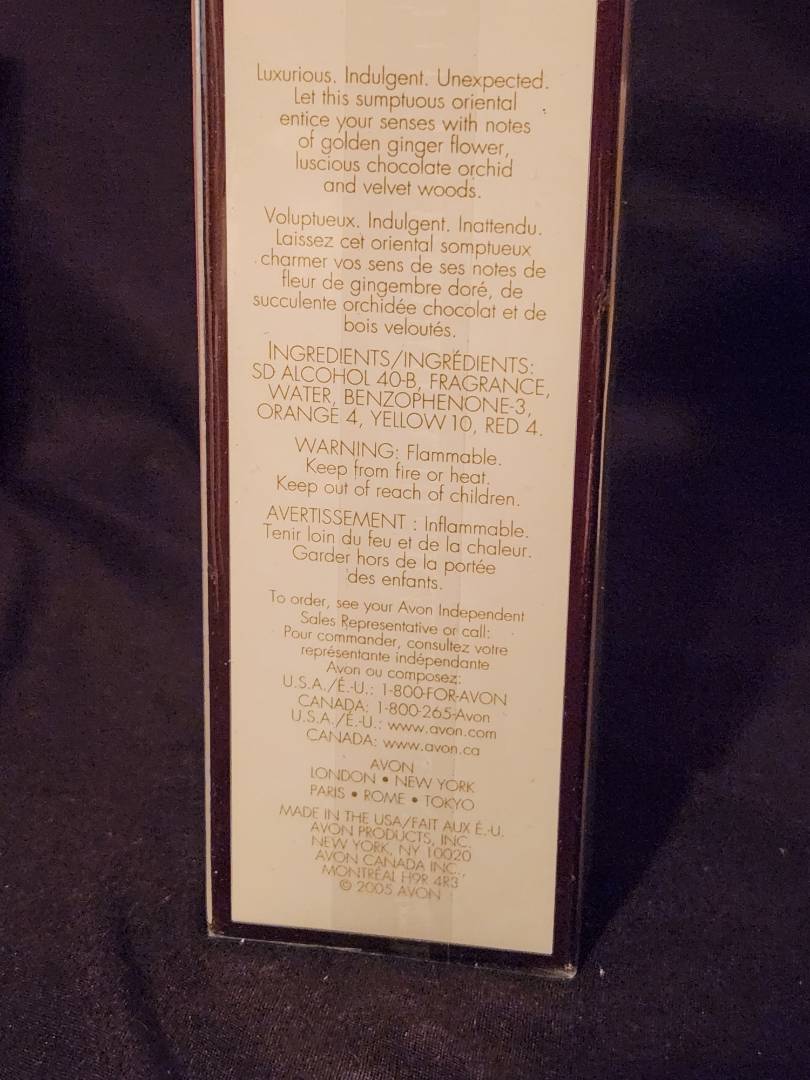 Luxurious. Indulgent. Unexpected.
Let this sumptuous oriental
entice your senses with notes
of golden ginger flower,
luscious chocolate orchid
and velvet woods.
Voluptueux. Indulgent. Inattendu.
Laissez cet oriental somptueux
charmer vos sens de ses notes de
fleur de gingembre doré, de
succulente orchidée chocolat et de
bois veloutés.
INGREDIENTS/INGRÉDIENTS:
SD ALCOHOL 40-B, FRAGRANCE,
WATER, BENZOPHENONE-3,
ORANGE 4, YELLOW 10, RED 4.
WARNING: Flammable.
Keep from fire or heat.
Keep out of reach of children.
AVERTISSEMENT : Inflammable.
Tenir loin du feu et de la chaleur.
Garder hors de la portée
des enfants.
To order, see your Avon Independent
Sales Representative or call:
Pour commander, consultez votre
représentante indépendante
Avon ou composez:
U.S.A./É.-U.: 1-800-FOR-AVON
CANADA: 1-800-265-Avon
U.S.A./É.-U.: www.avon.com
CANADA: www.avon.ca
AVON
LONDON • NEW YORK
PARIS • ROME • TOKYO
MADE IN THE USA/FAIT AUX É.-U.
AVON PRODUCTS, INC.
NEW YORK, NY 10020
AVON CANADA INC.,
MONTRÉAL H9R 4R3
© 2005 AVON